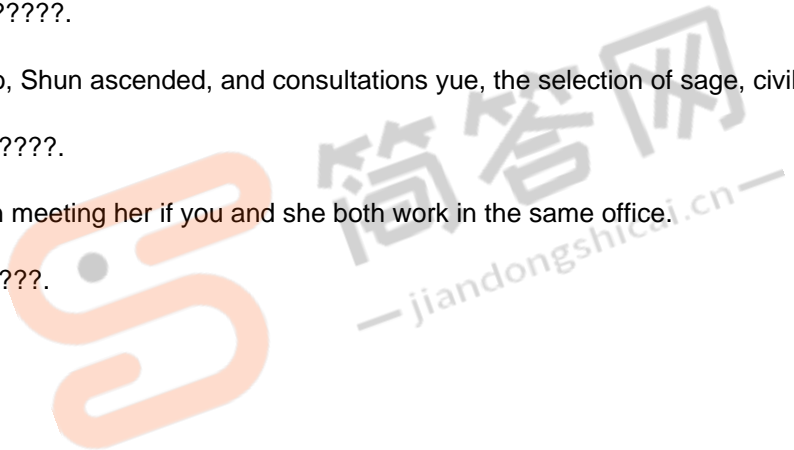 ?????.
o, Shun ascended, and consultations yue, the selection of sage, civil
????.
n meeting her if you and she both work in the same office.
???.
简答网
jiandongshicai.cn